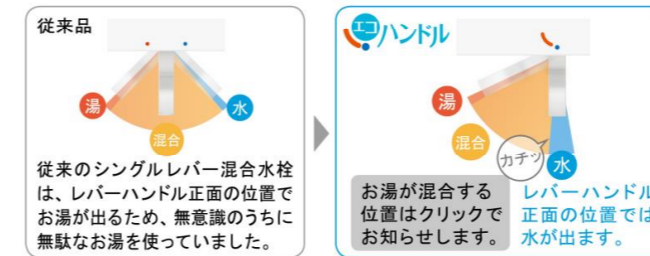 従来品
湯
水
混合
従来のシングルレバー混合水栓
は、レバーハンドル正面の位置で
お湯が出るため、無意識のうちに
無駄なお湯を使っていました。
エコハンドル
湯
混合
カチッ
水
お湯が混合する
位置はクリックで
お知らせします。
レバーハンドル
正面の位置では
水が出ます。